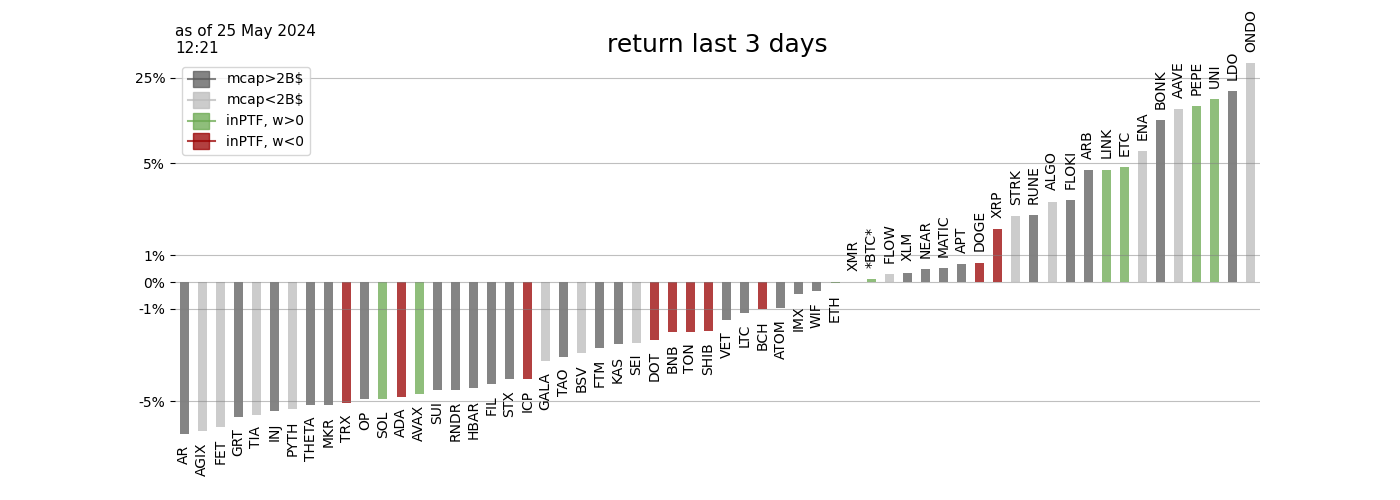 as of 25 May 2024
12:21
return last 3 days
mcap>2B$
mcap<2B$
inPTF, w>0
inPTF, w<0
25%
5%
1%
0%
-1%
-5%
AR
AGIX
FET
GRT
TIA
INJ
PYTH
THETA
MKR
TRX
OP
SOL
ADA
AVAX
SUI
RNDR
HBAR
FIL
STX
ICP
GALA
TAO
BSV
FTM
KAS
SEI
DOT
BNB
TON
SHIB
VET
LTC
BCH
ATOM
IMX
WIF
ETH
XMR
*BTC*
FLOW
XLM
NEAR
MATIC
APT
DOGE
XRP
STRK
RUNE
ALGO
FLOKI
ARB
LINK
ETC
ENA
BONK
AAVE
PEPE
UNI
LDO
ONDO